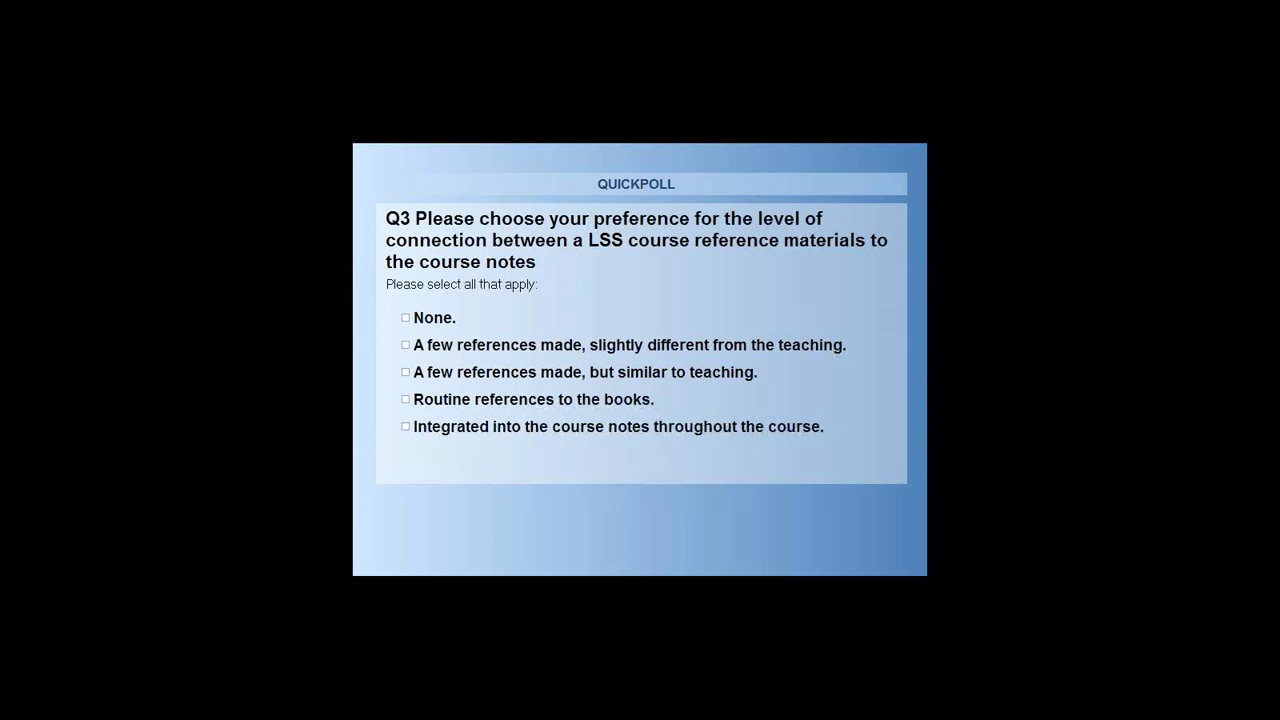 QUICKPOLL
Q3 Please choose your preference for the level of
connection between a LSS course reference materials to
the course notes
Please select all that apply:
None.
A few references made, slightly different from the teaching.
A few references made, but similar to teaching.
Routine references to the books.
Integrated into the course notes throughout the course.